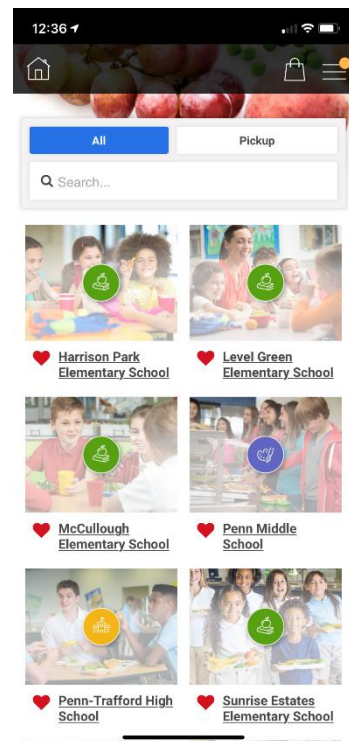 12:36
All
Pickup
Search...
Harrison Park
Elementary School
Level Green
Elementary School
McCullough
Elementary School
Penn Middle
School
Penn-Trafford High
School
Sunrise Estates
Elementary School